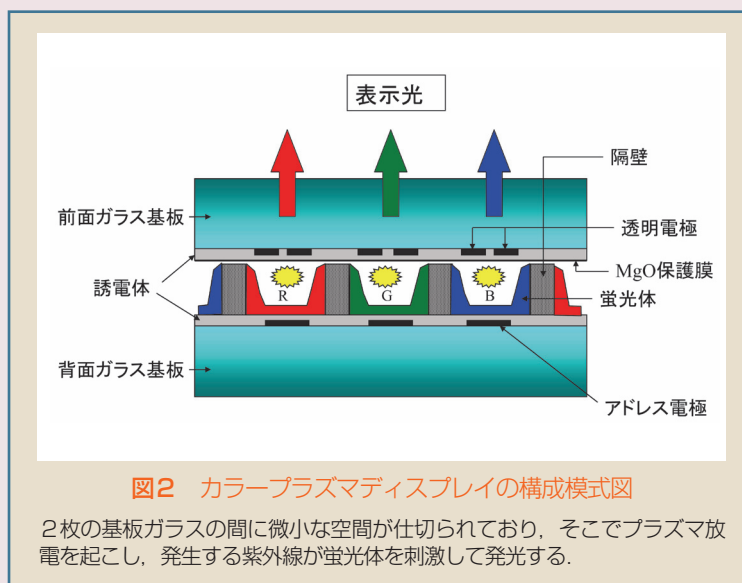 表示光
隔壁
前面ガラス基板
透明電極
MgO保護膜
誘電体
R
G
B
蛍光体
背面ガラス基板
アドレス電極
図2 カラープラズマディスプレイの構成模式図
2枚の基板ガラスの間に微小な空間が仕切られており，そこでプラズマ放
電を起こし，発生する紫外線が蛍光体を刺激して発光する．